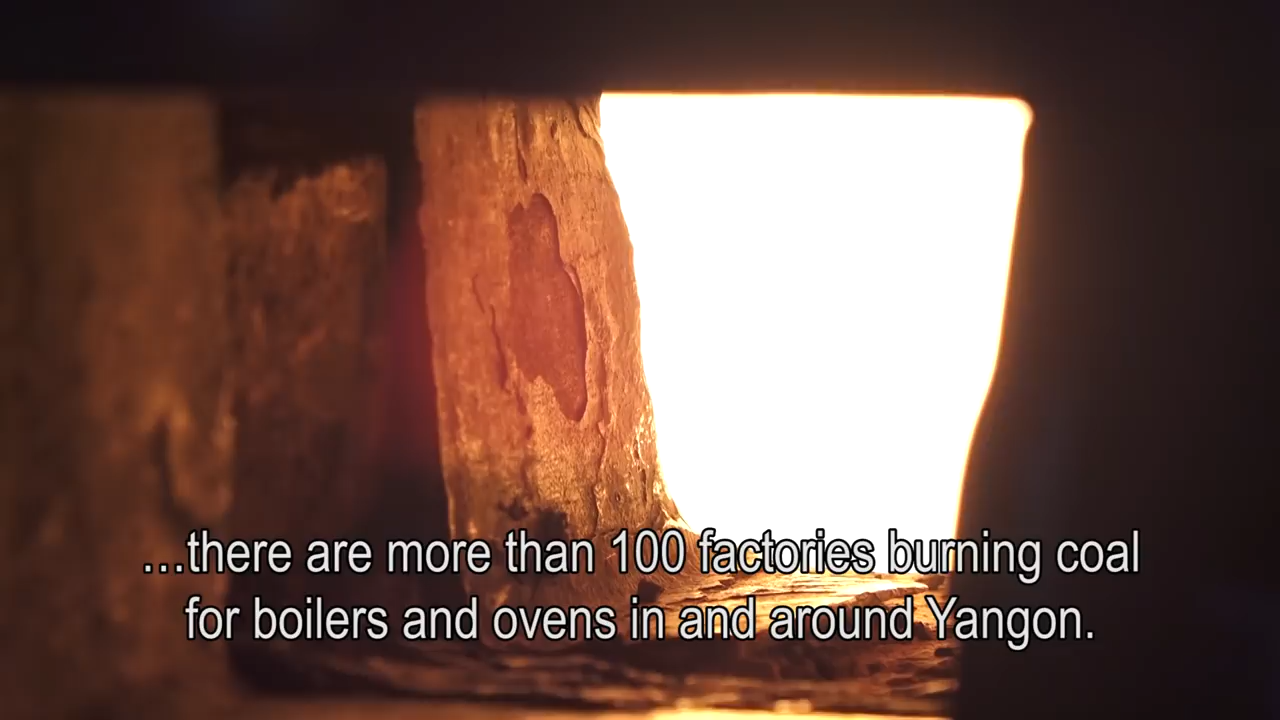 …there are more than 100 factories burning coal
for boilers and ovens in and around Yangon.